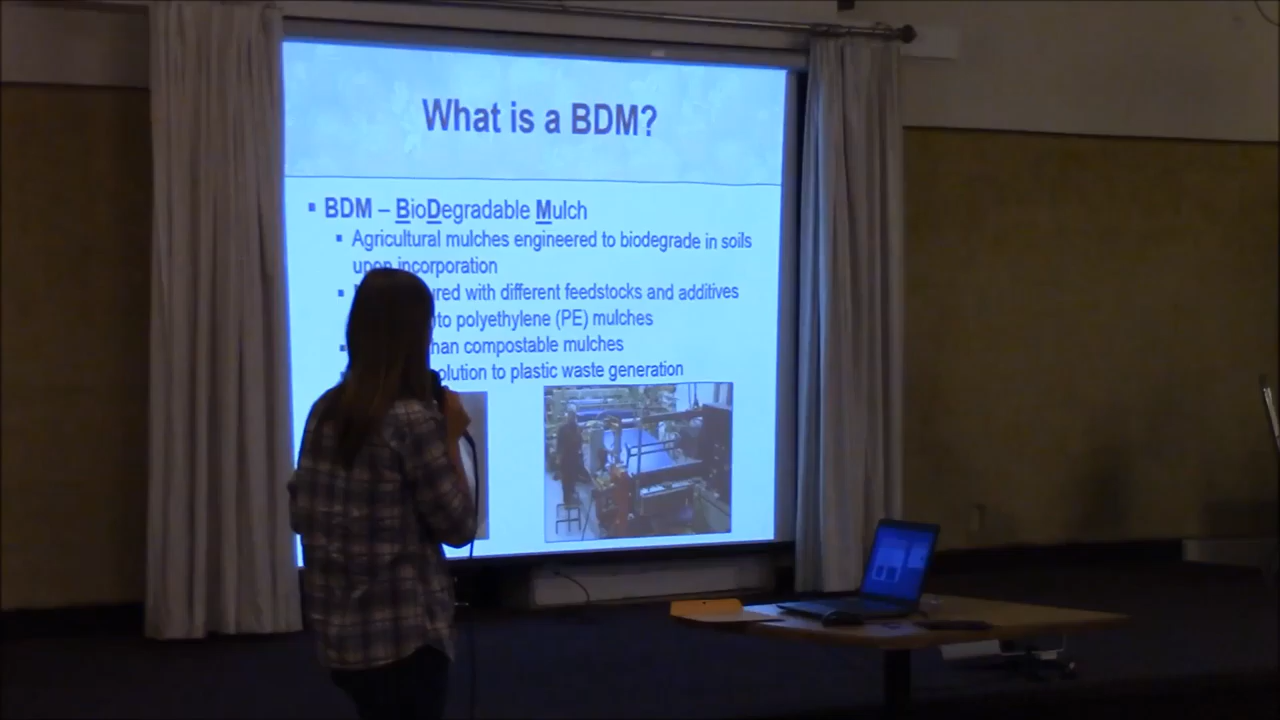 What is a BDM?
BDM – BioDegradable Mulch
Agricultural mulches engineered to biodegrade in soils
upon incorporation
with different feedstocks and additives
polyethylene (PE) mulches
compostable mulches
to plastic waste generation